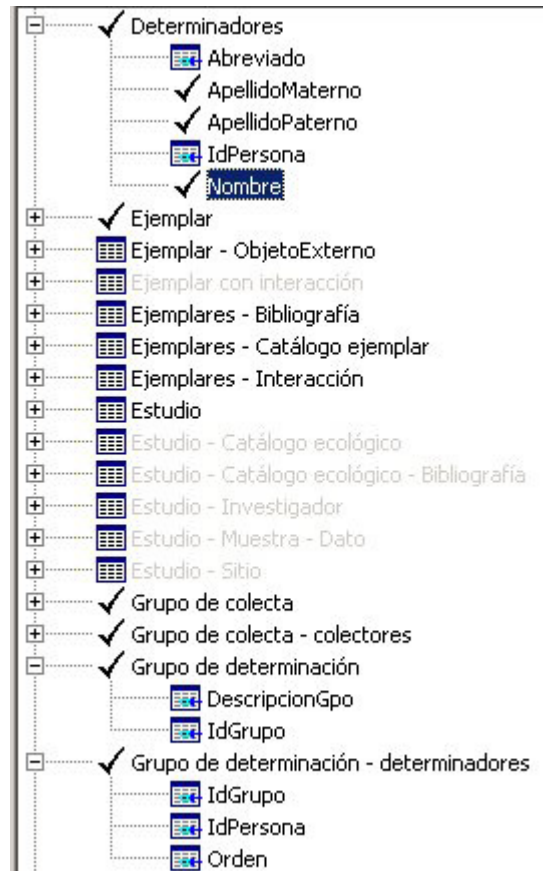 Determinadores
Abreviado
ApellidoMaterno
ApellidoPaterno
IdPersona
Nombre
Ejemplar
Ejemplar - ObjetoExterno
Ejemplar con interacción
Ejemplares - Bibliografía
Ejemplares - Catálogo ejemplar
Ejemplares - Interacción
Estudio
Estudio - Catálogo ecológico
Estudio - Catálogo ecológico - Bibliografía
Estudio - Investigador
Estudio - Muestra - Dato
Estudio - Sitio
Grupo de colecta
Grupo de colecta - colectores
Grupo de determinación
DescripcionGpo
IdGrupo
Grupo de determinación - determinadores
IdGrupo
IdPersona
Orden